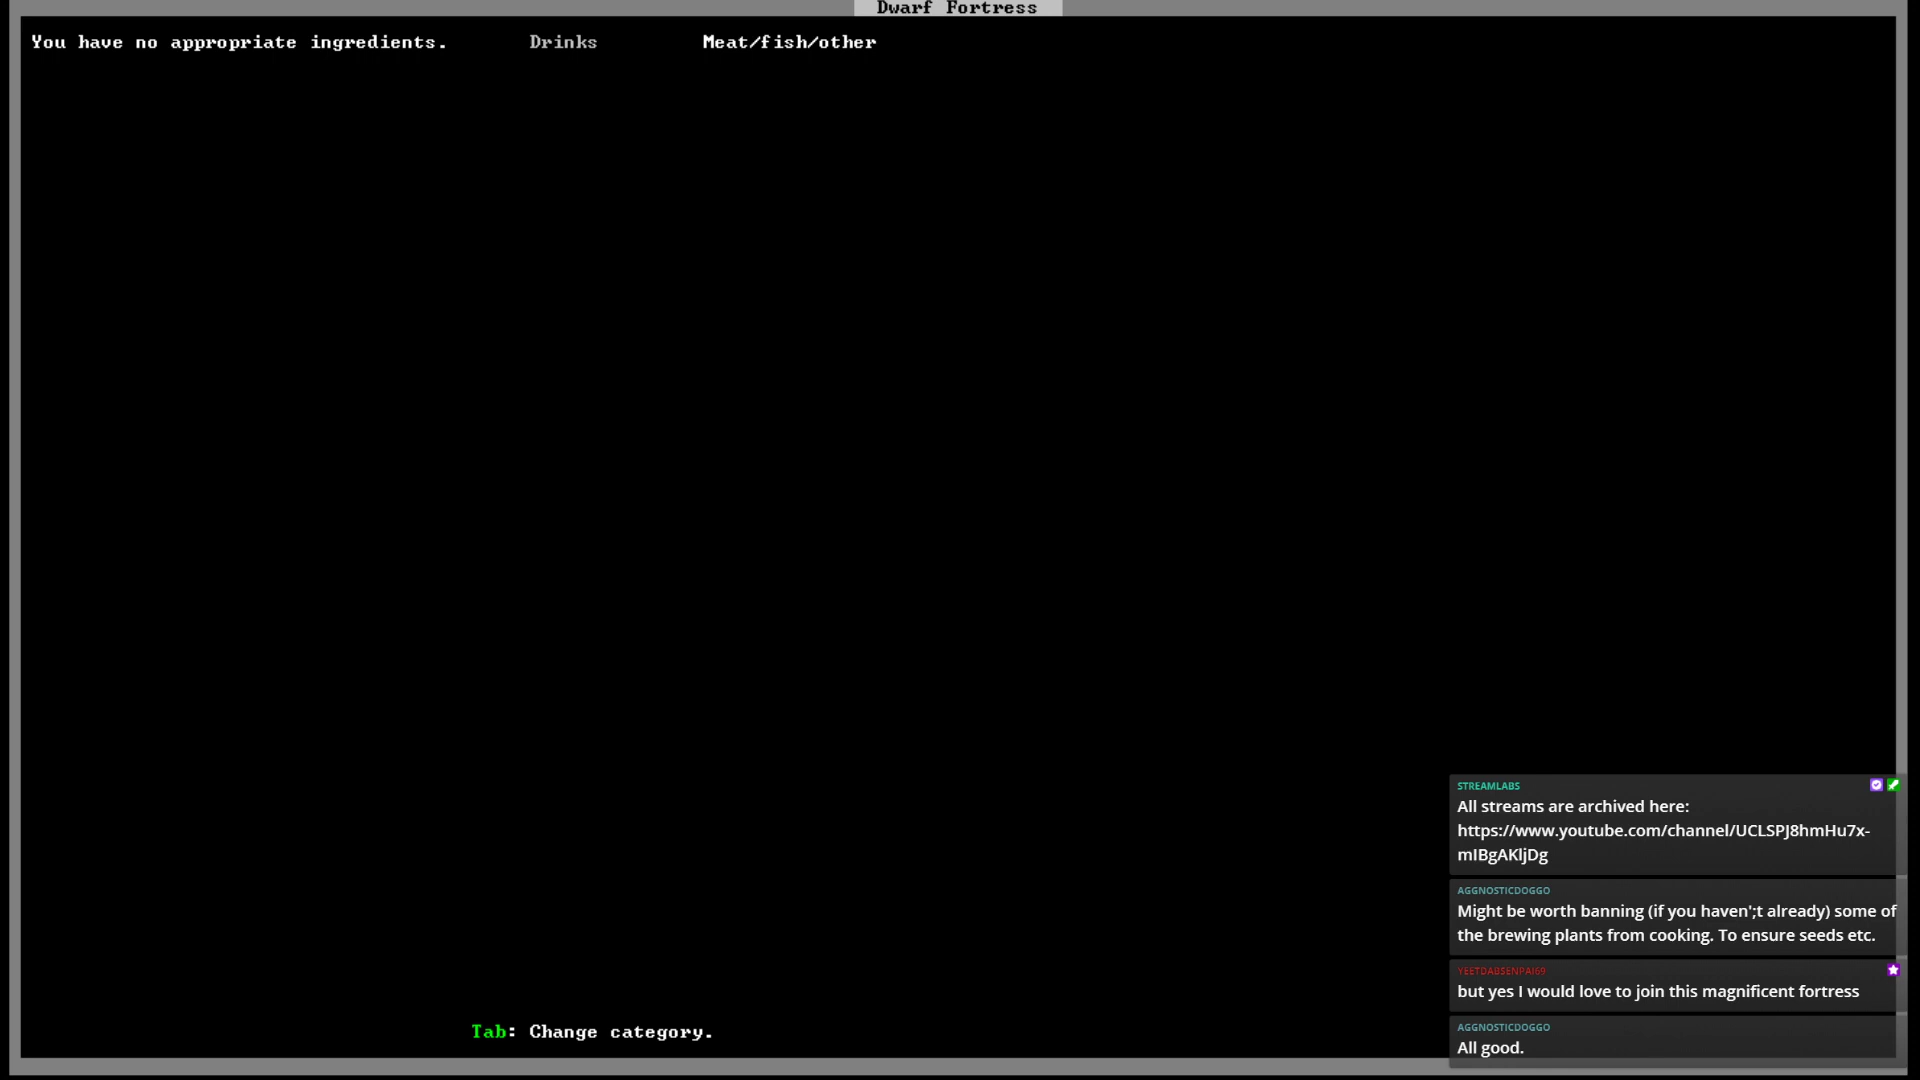 Dwarf Fortress
You have no appropriate ingredients. Drinks Meat/fish/other
STREAMLABS
All streams are archived here:
https://www.youtube.com/channel/UCLSPJ8hmHu7x-
mIBgAKljDg
AGGNOSTICDOGGO
Might be worth banning (if you haven';t already) some of
the brewing plants from cooking. To ensure seeds etc.
YEETDABSENPAI69
but yes I would love to join this magnificent fortress
AGGNOSTICDOGGO
All good.
Tab: Change category.